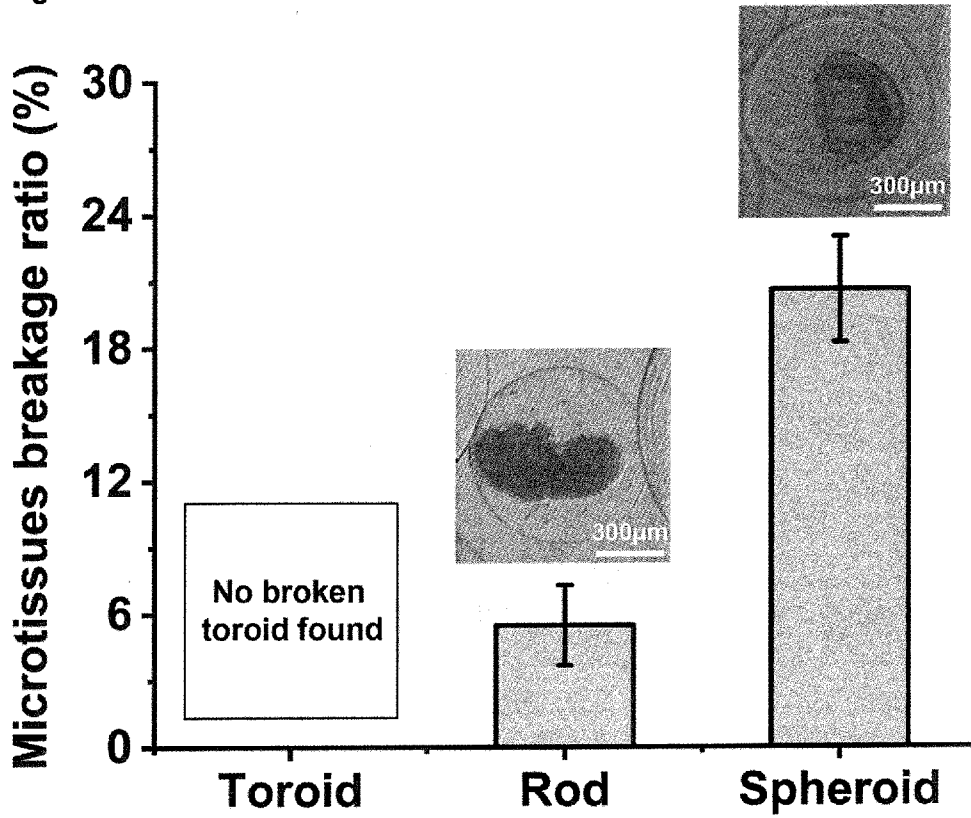 Microtissues breakage ratio (%)
30
24
18
12
6
0
300µm
300µm
No broken
toroid found
Toroid
Rod
Spheroid